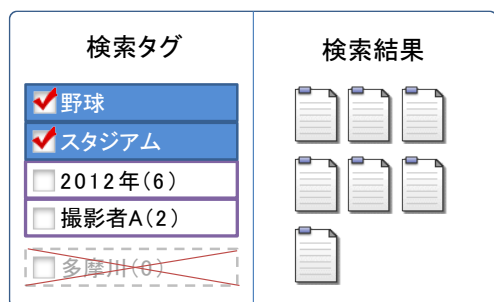 検索タグ
野球
スタジアム
2012年(6)
撮影者A(2)
多摩川(0)
検索結果